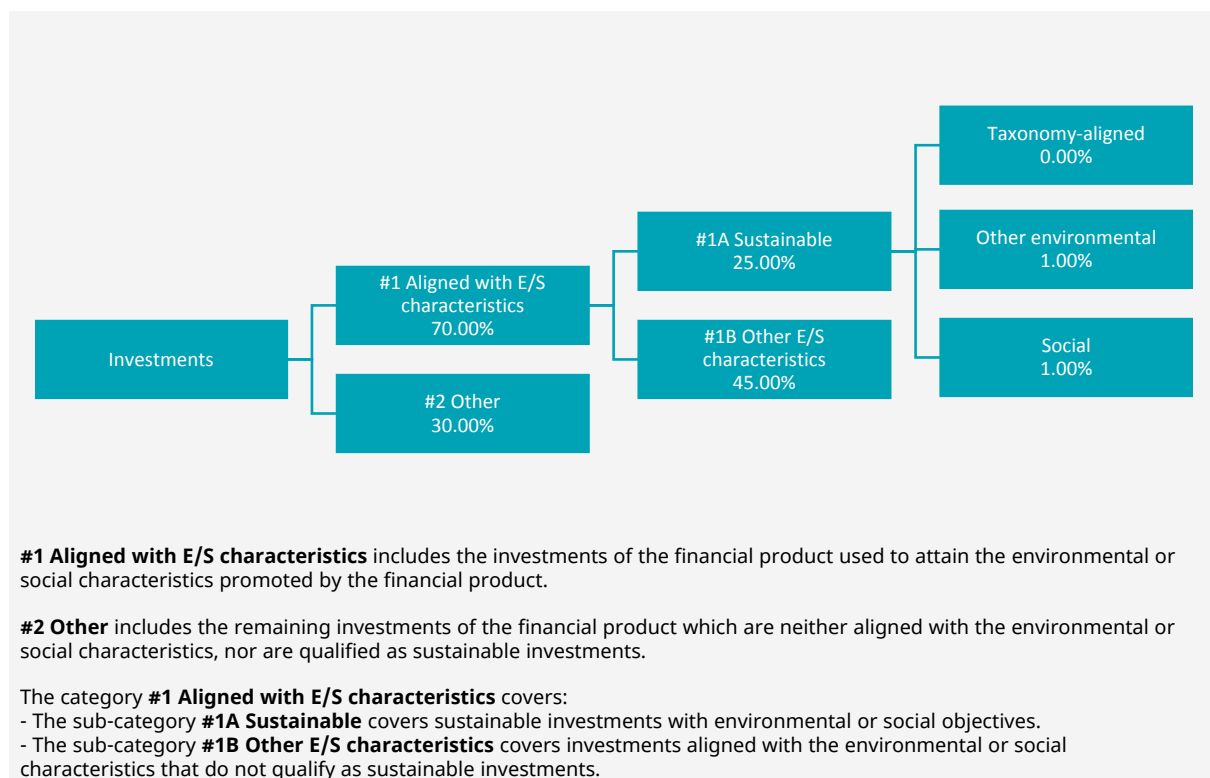 Investments
#1 Aligned with E/S
characteristics
70.00%
#2 Other
30.00%
#1A Sustainable
25.00%
#1B Other E/S
characteristics
45.00%
Taxonomy-aligned
0.00%
Other environmental
1.00%
Social
1.00%
#1 Aligned with E/S characteristics includes the investments of the financial product used to attain the environmental or
social characteristics promoted by the financial product.
#2 Other includes the remaining investments of the financial product which are neither aligned with the environmental or
social characteristics, nor are qualified as sustainable investments.
The category #1 Aligned with E/S characteristics covers:
- The sub-category #1A Sustainable covers sustainable investments with environmental or social objectives.
- The sub-category #1B Other E/S characteristics covers investments aligned with the environmental or social
characteristics that do not qualify as sustainable investments.